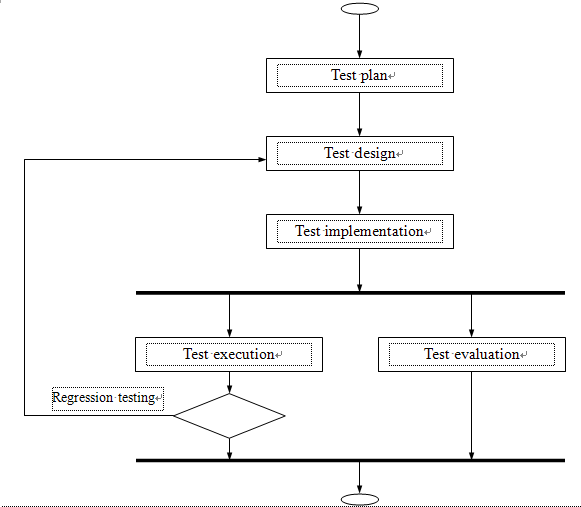 Test plan
Test design
Test implementation
Test execution
Test evaluation
Regression testing